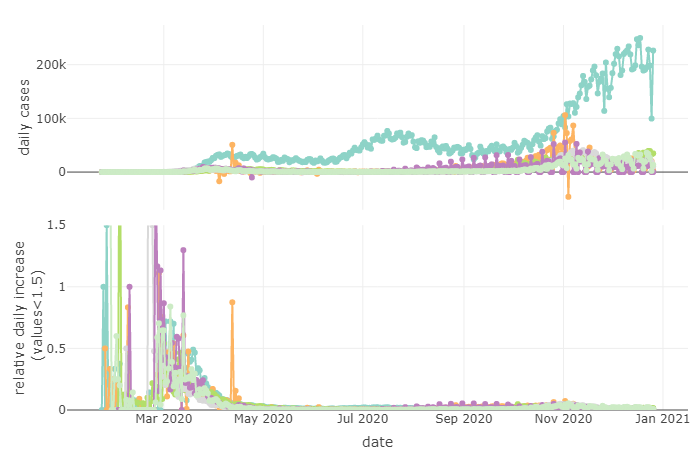 daily cases
200k
100k
0
relative daily increase
(values<1.5)
1.5
1
0.5
0
Mar 2020
May 2020
Jul 2020
Sep 2020
Nov 2020
Jan 2021
date